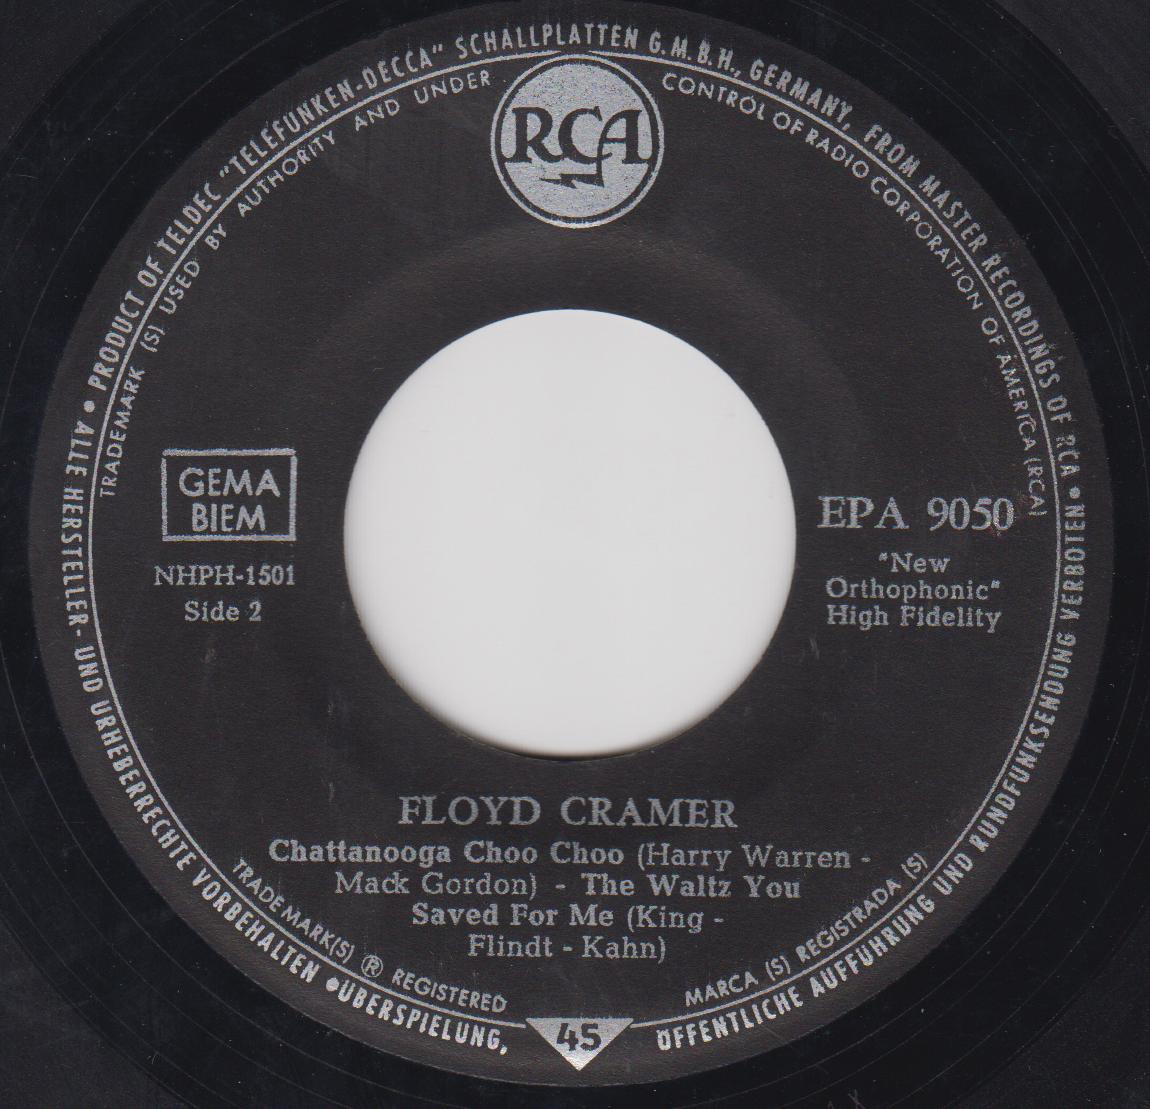 • PRODUCT OF TELDEC "TELEFUNKEN-DECCA" SCHALLPLATTEN G.M.B.H., GERMANY, FROM MASTER RECORDINGS OF RCA •
TRADEMARK (S) USED BY AUTHORITY AND UNDER CONTROL OF RADIO CORPORATION OF AMERICA (RCA)
RCA
GEMA
BIEM
NHPH-1501
Side 2
EPA 9050
"New
Orthophonic"
High Fidelity
FLOYD CRAMER
Chattanooga Choo Choo (Harry Warren -
Mack Gordon) - The Waltz You
Saved For Me (King -
Flindt - Kahn)
TRADEMARK(S) ® REGISTERED
MARCA (S) REGISTRADA (S)
ALLE HERSTELLER- UND URHEBERRECHTE VORBEHALTEN • UBERSPIELUNG,
45
ÖFFENTLICHE AUFFUHRUNG UND RUNDFUNKSENDUNG VERBOTEN